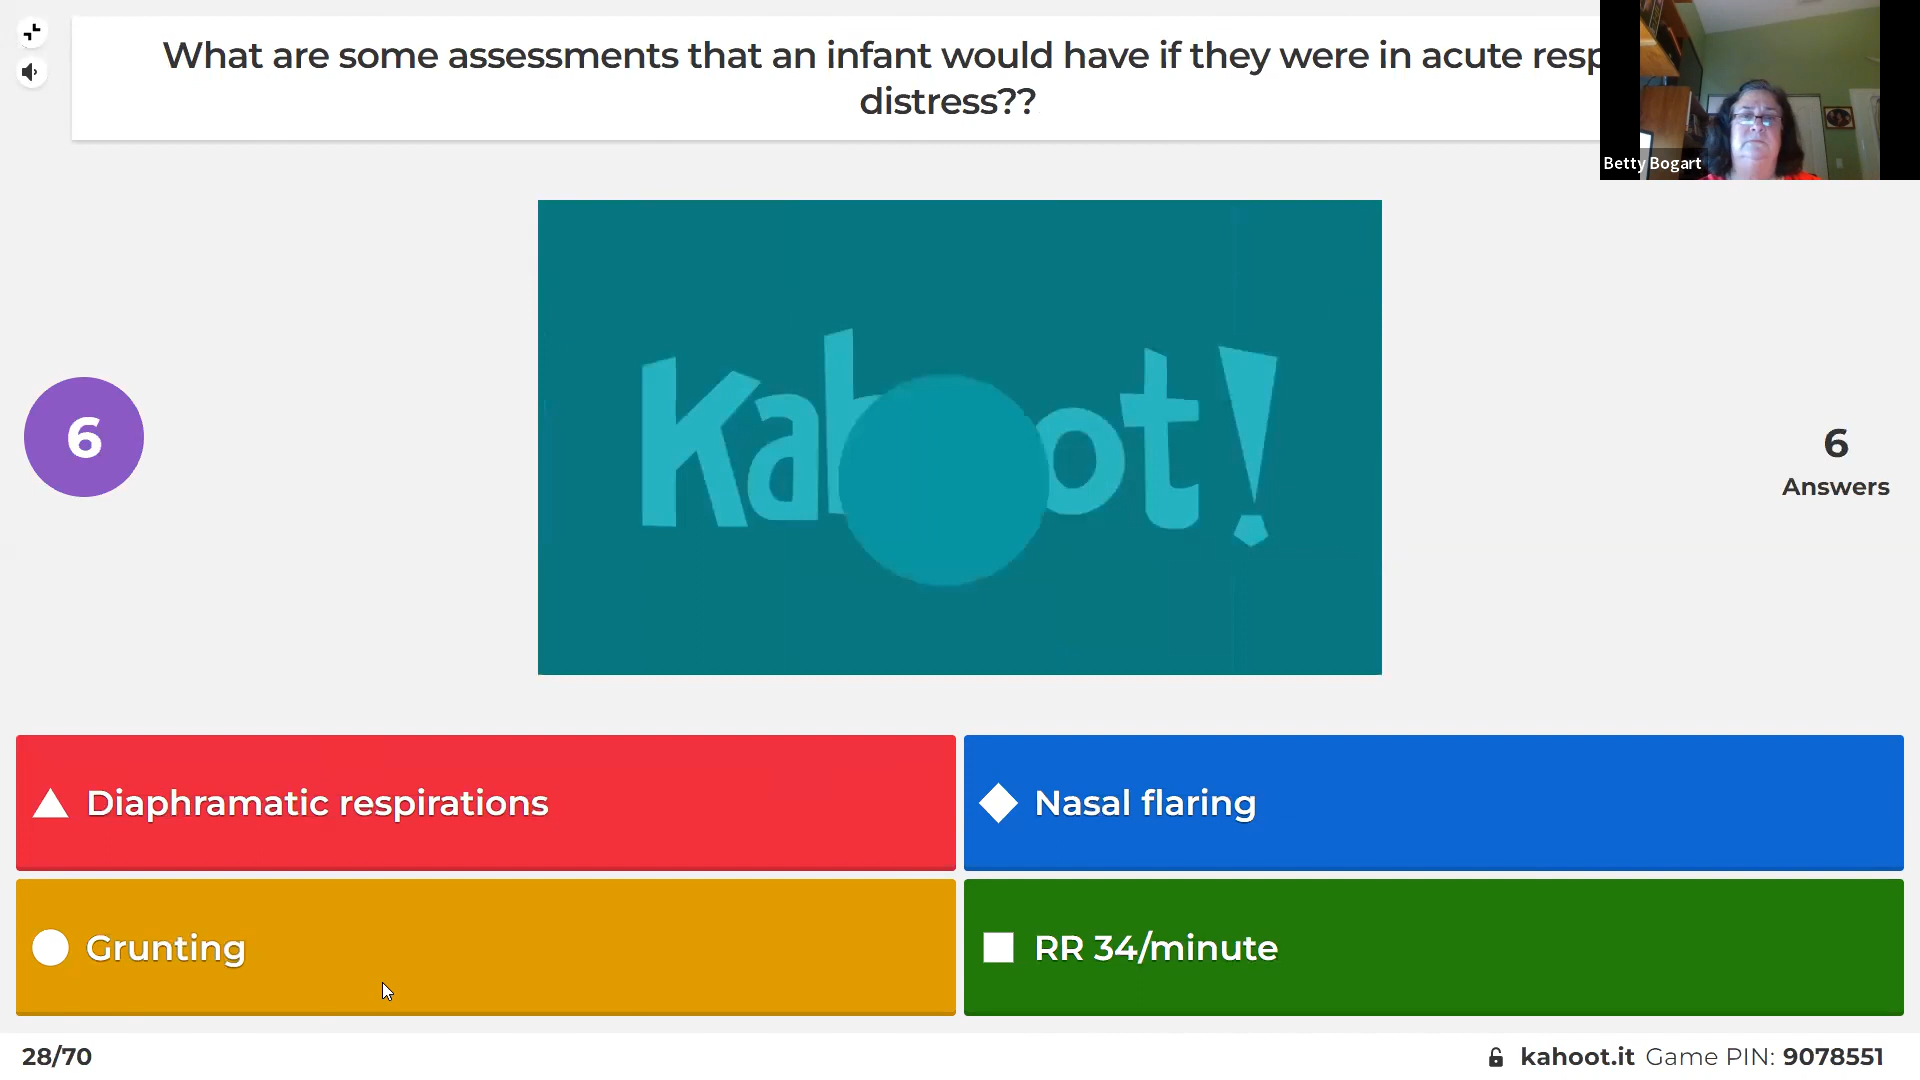 What are some assessments that an infant would have if they were in acute
distress??
Betty Bogart
Kahoot!
6
6
Answers
Diaphramatic respirations
Nasal flaring
Grunting
RR 34/minute
28/70
kahoot.it Game PIN: 9078551